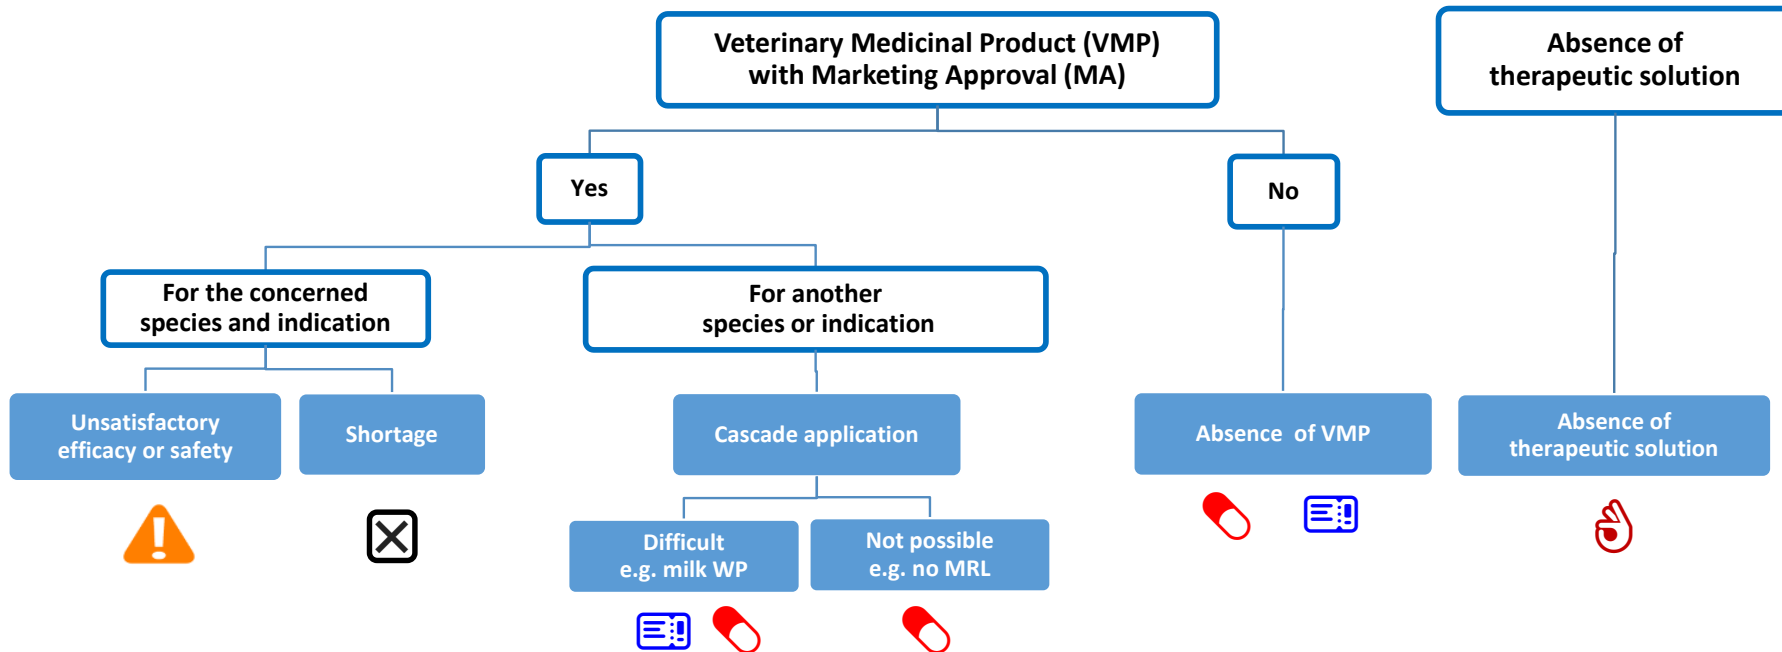 Veterinary Medicinal Product (VMP)
with Marketing Approval (MA)
Absence of
therapeutic solution
Yes
No
For the concerned
species and indication
For another
species or indication
Unsatisfactory
efficacy or safety
Shortage
Cascade application
Absence of VMP
Absence of
therapeutic solution
Difficult
e.g. milk WP
Not possible
e.g. no MRL